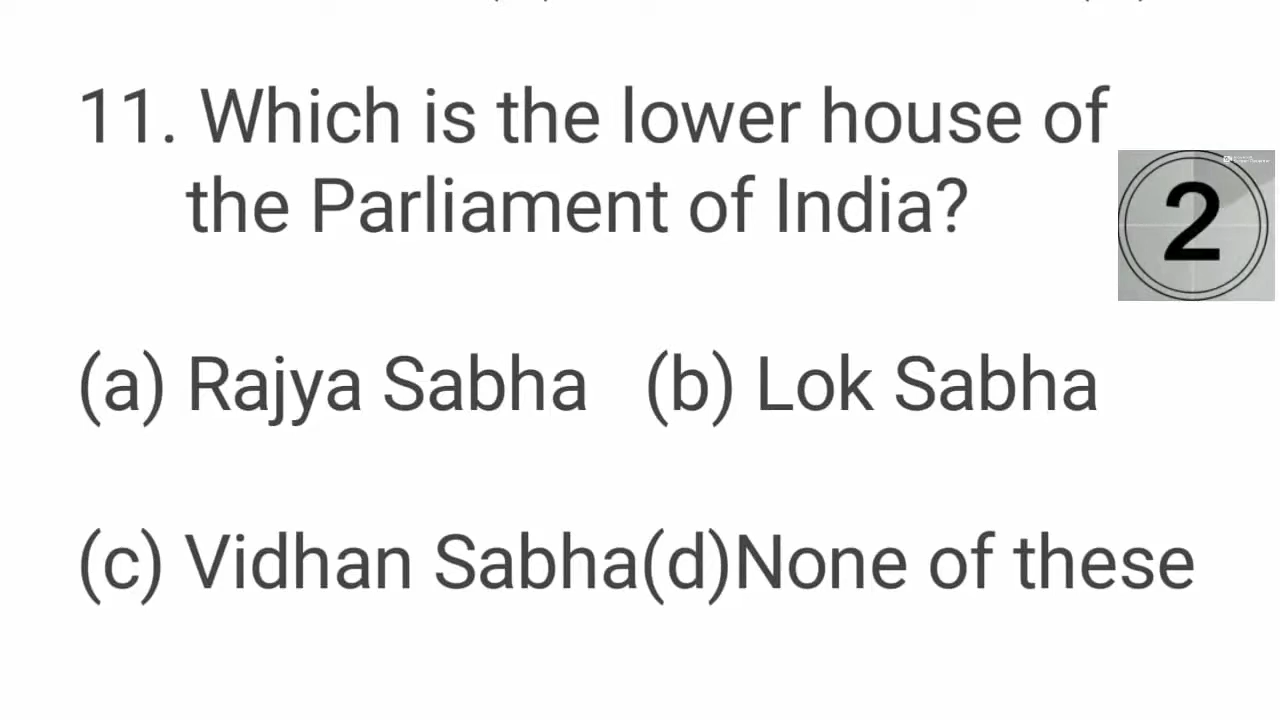 11. Which is the lower house of
the Parliament of India?
2
(a) Rajya Sabha (b) Lok Sabha
(c) Vidhan Sabha(d)None of these